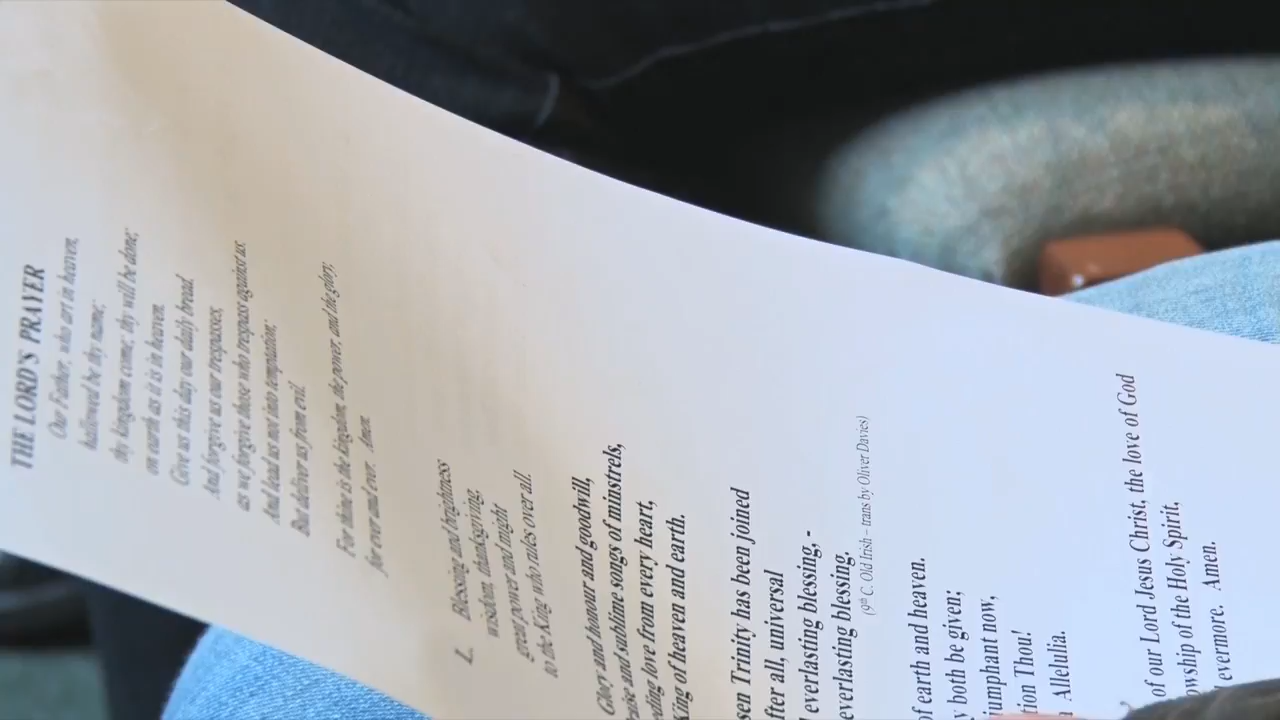 THE LORD'S PRAYER
Our Father, who art in heaven,
hallowed be thy name;
thy kingdom come; thy will be done;
on earth as it is in heaven.
Give us this day our daily bread.
And forgive us our trespasses,
as we forgive those who trespass against us.
And lead us not into temptation;
But deliver us from evil.
For thine is the kingdom, the power, and the glory,
for ever and ever. Amen.
L. Blessing and brightness
wisdom, thanksgiving,
great power and might
to the King who rules over all.
Glory and honour and goodwill,
and sublime songs of minstrels,
love from every heart,
King of heaven and earth.
Trinity has been joined
after all, universal
everlasting blessing, -
everlasting blessing.
(9th C. Old Irish – trans by Oliver Davies)
of earth and heaven.
both be given;
now,
Thou!
Allelulia.
of our Lord Jesus Christ, the love of God
of the Holy Spirit,
evermore. Amen.